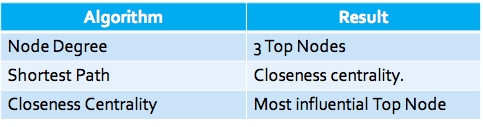 Algorithm Result
Node Degree 3 Top Nodes
Shortest Path Closeness centrality.
Closeness Centrality Most influential Top Node